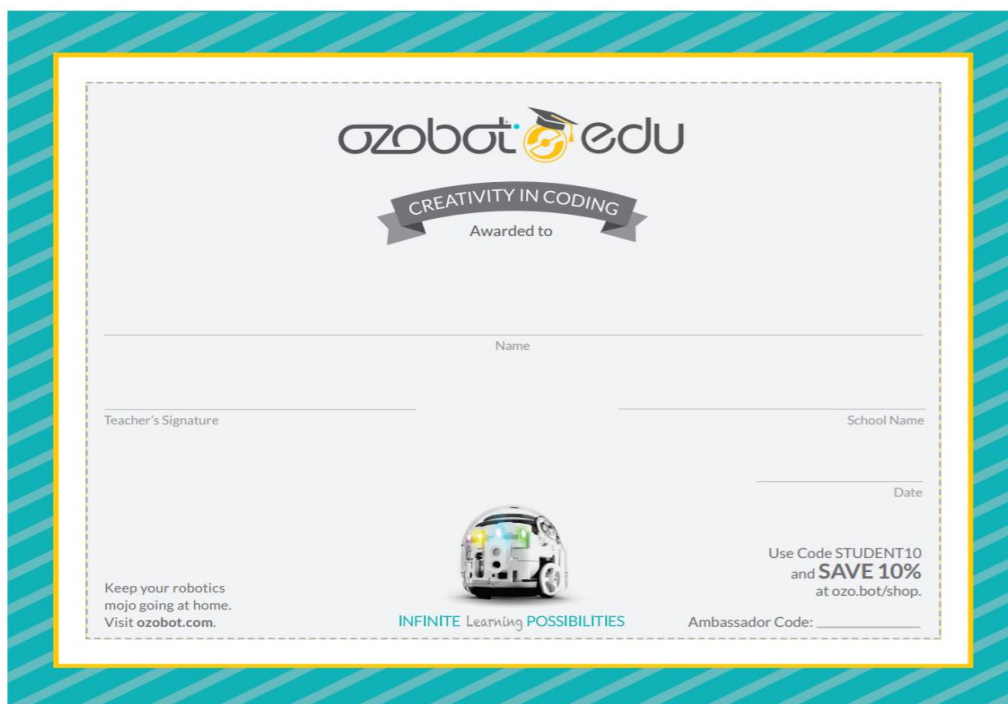 ozobot edu
CREATIVITY IN CODING
Awarded to
Name
Teacher's Signature
School Name
Date
Keep your robotics
mojo going at home.
Visit ozobot.com.
INFINITE Learning POSSIBILITIES
Use Code STUDENT10
and SAVE 10%
at ozo.bot/shop.
Ambassador Code: